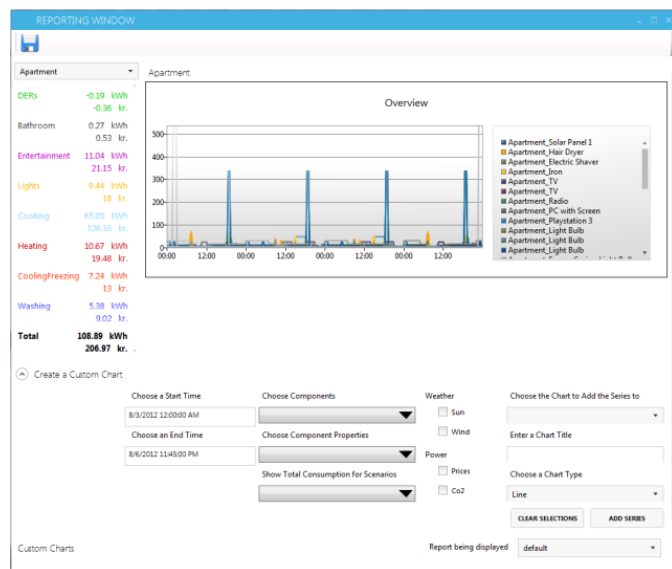 REPORTING WINDOW
Apartment
DERs -0.19 kWh
-0.36 kr.
Bathroom 0.27 kWh
0.53 kr.
Entertainment 11.04 kWh
21.15 kr.
Lights 9.44 kWh
18 kr.
Cooking 65.05 kWh
126.16 kr.
Heating 10.67 kWh
19.48 kr.
CoolingFreezing 7.24 kWh
13 kr.
Washing 5.38 kWh
9.02 kr.
Total 108.89 kWh
206.97 kr.
Apartment
Overview
500
400
300
200
100
0
00:00 12:00 00:00 12:00 00:00 12:00 00:00 12:00
Apartment_Solar Panel 1
Apartment_Hair Dryer
Apartment_Electric Shaver
Apartment_Iron
Apartment_TV
Apartment_TV
Apartment_Radio
Apartment_PC with Screen
Apartment_Playstation 3
Apartment_Light Bulb
Apartment_Light Bulb
Apartment_Light Bulb
Create a Custom Chart
Choose a Start Time
8/3/2012 12:00:00 AM
Choose an End Time
8/6/2012 11:45:00 PM
Choose Components
Choose Component Properties
Show Total Consumption for Scenarios
Weather
Sun
Wind
Power
Prices
Co2
Choose the Chart to Add the Series to
Enter a Chart Title
Choose a Chart Type
Line
CLEAR SELECTIONS ADD SERIES
Custom Charts
Report being displayed default